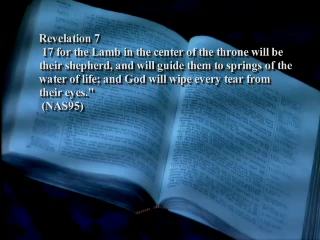 Revelation 7
17 for the Lamb in the center of the throne will be
their shepherd, and will guide them to springs of the
water of life; and God will wipe every tear from
their eyes."
(NAS95)